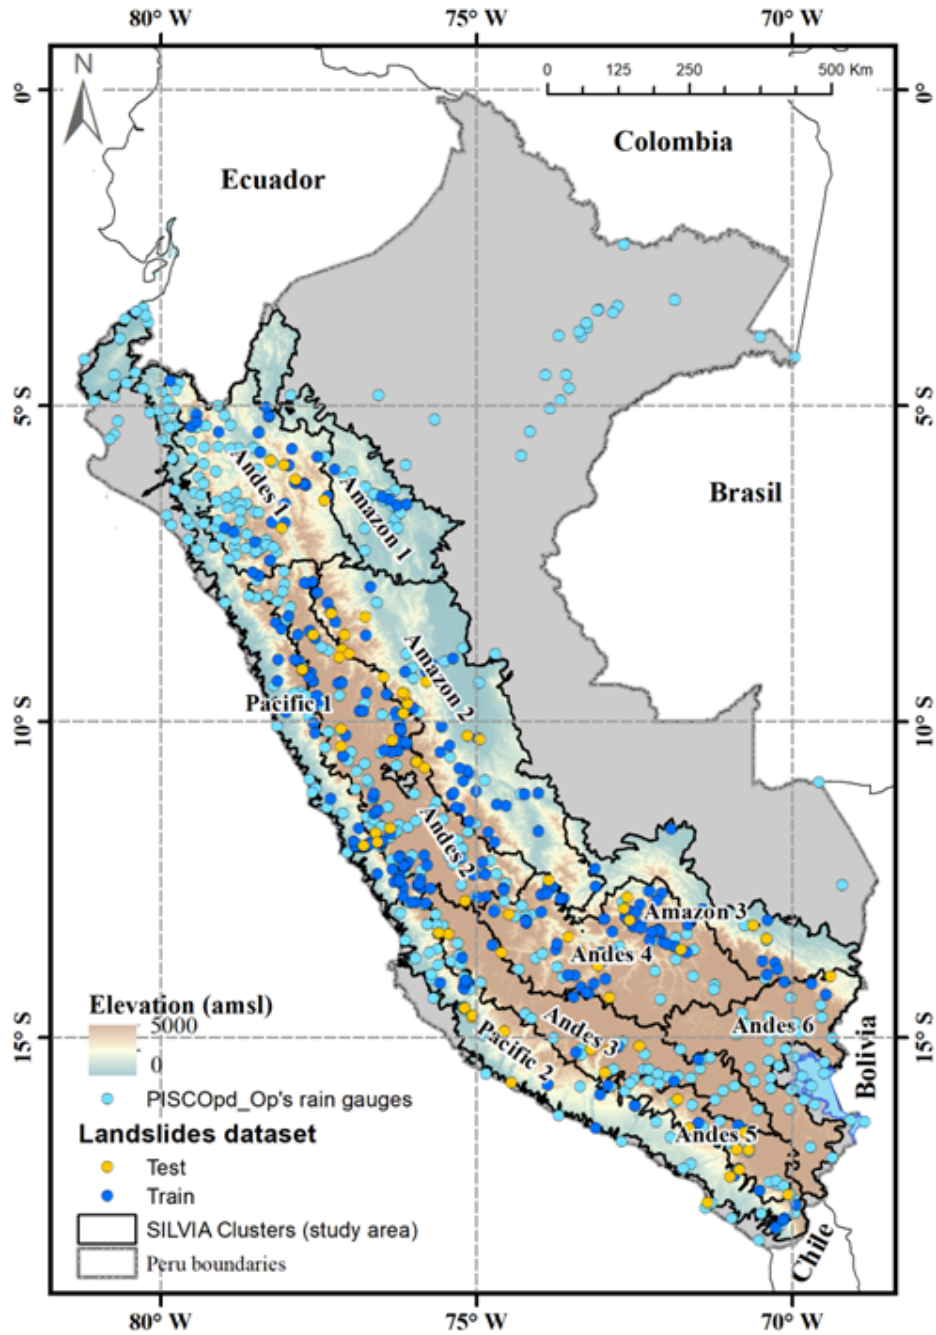 80° W 75° W 70° W
N
0 125 250 500 Km
0° 0°
Colombia
Ecuador
5° S 5° S
Brasil
Andes 1
Amazon 1
Amazon 2
Pacific 1
10° S 10° S
Andes 2
Amazon 3
Andes 4
Elevation (amsl)
5000
0
Andes 3
Andes 6
15° S 15° S
Pacific 2
Bolivia
PISCOpd_Op's rain gauges
Landslides dataset
Andes 5
Test
Train
SILVIA Clusters (study area)
Peru boundaries
Chile
80° W 75° W 70° W